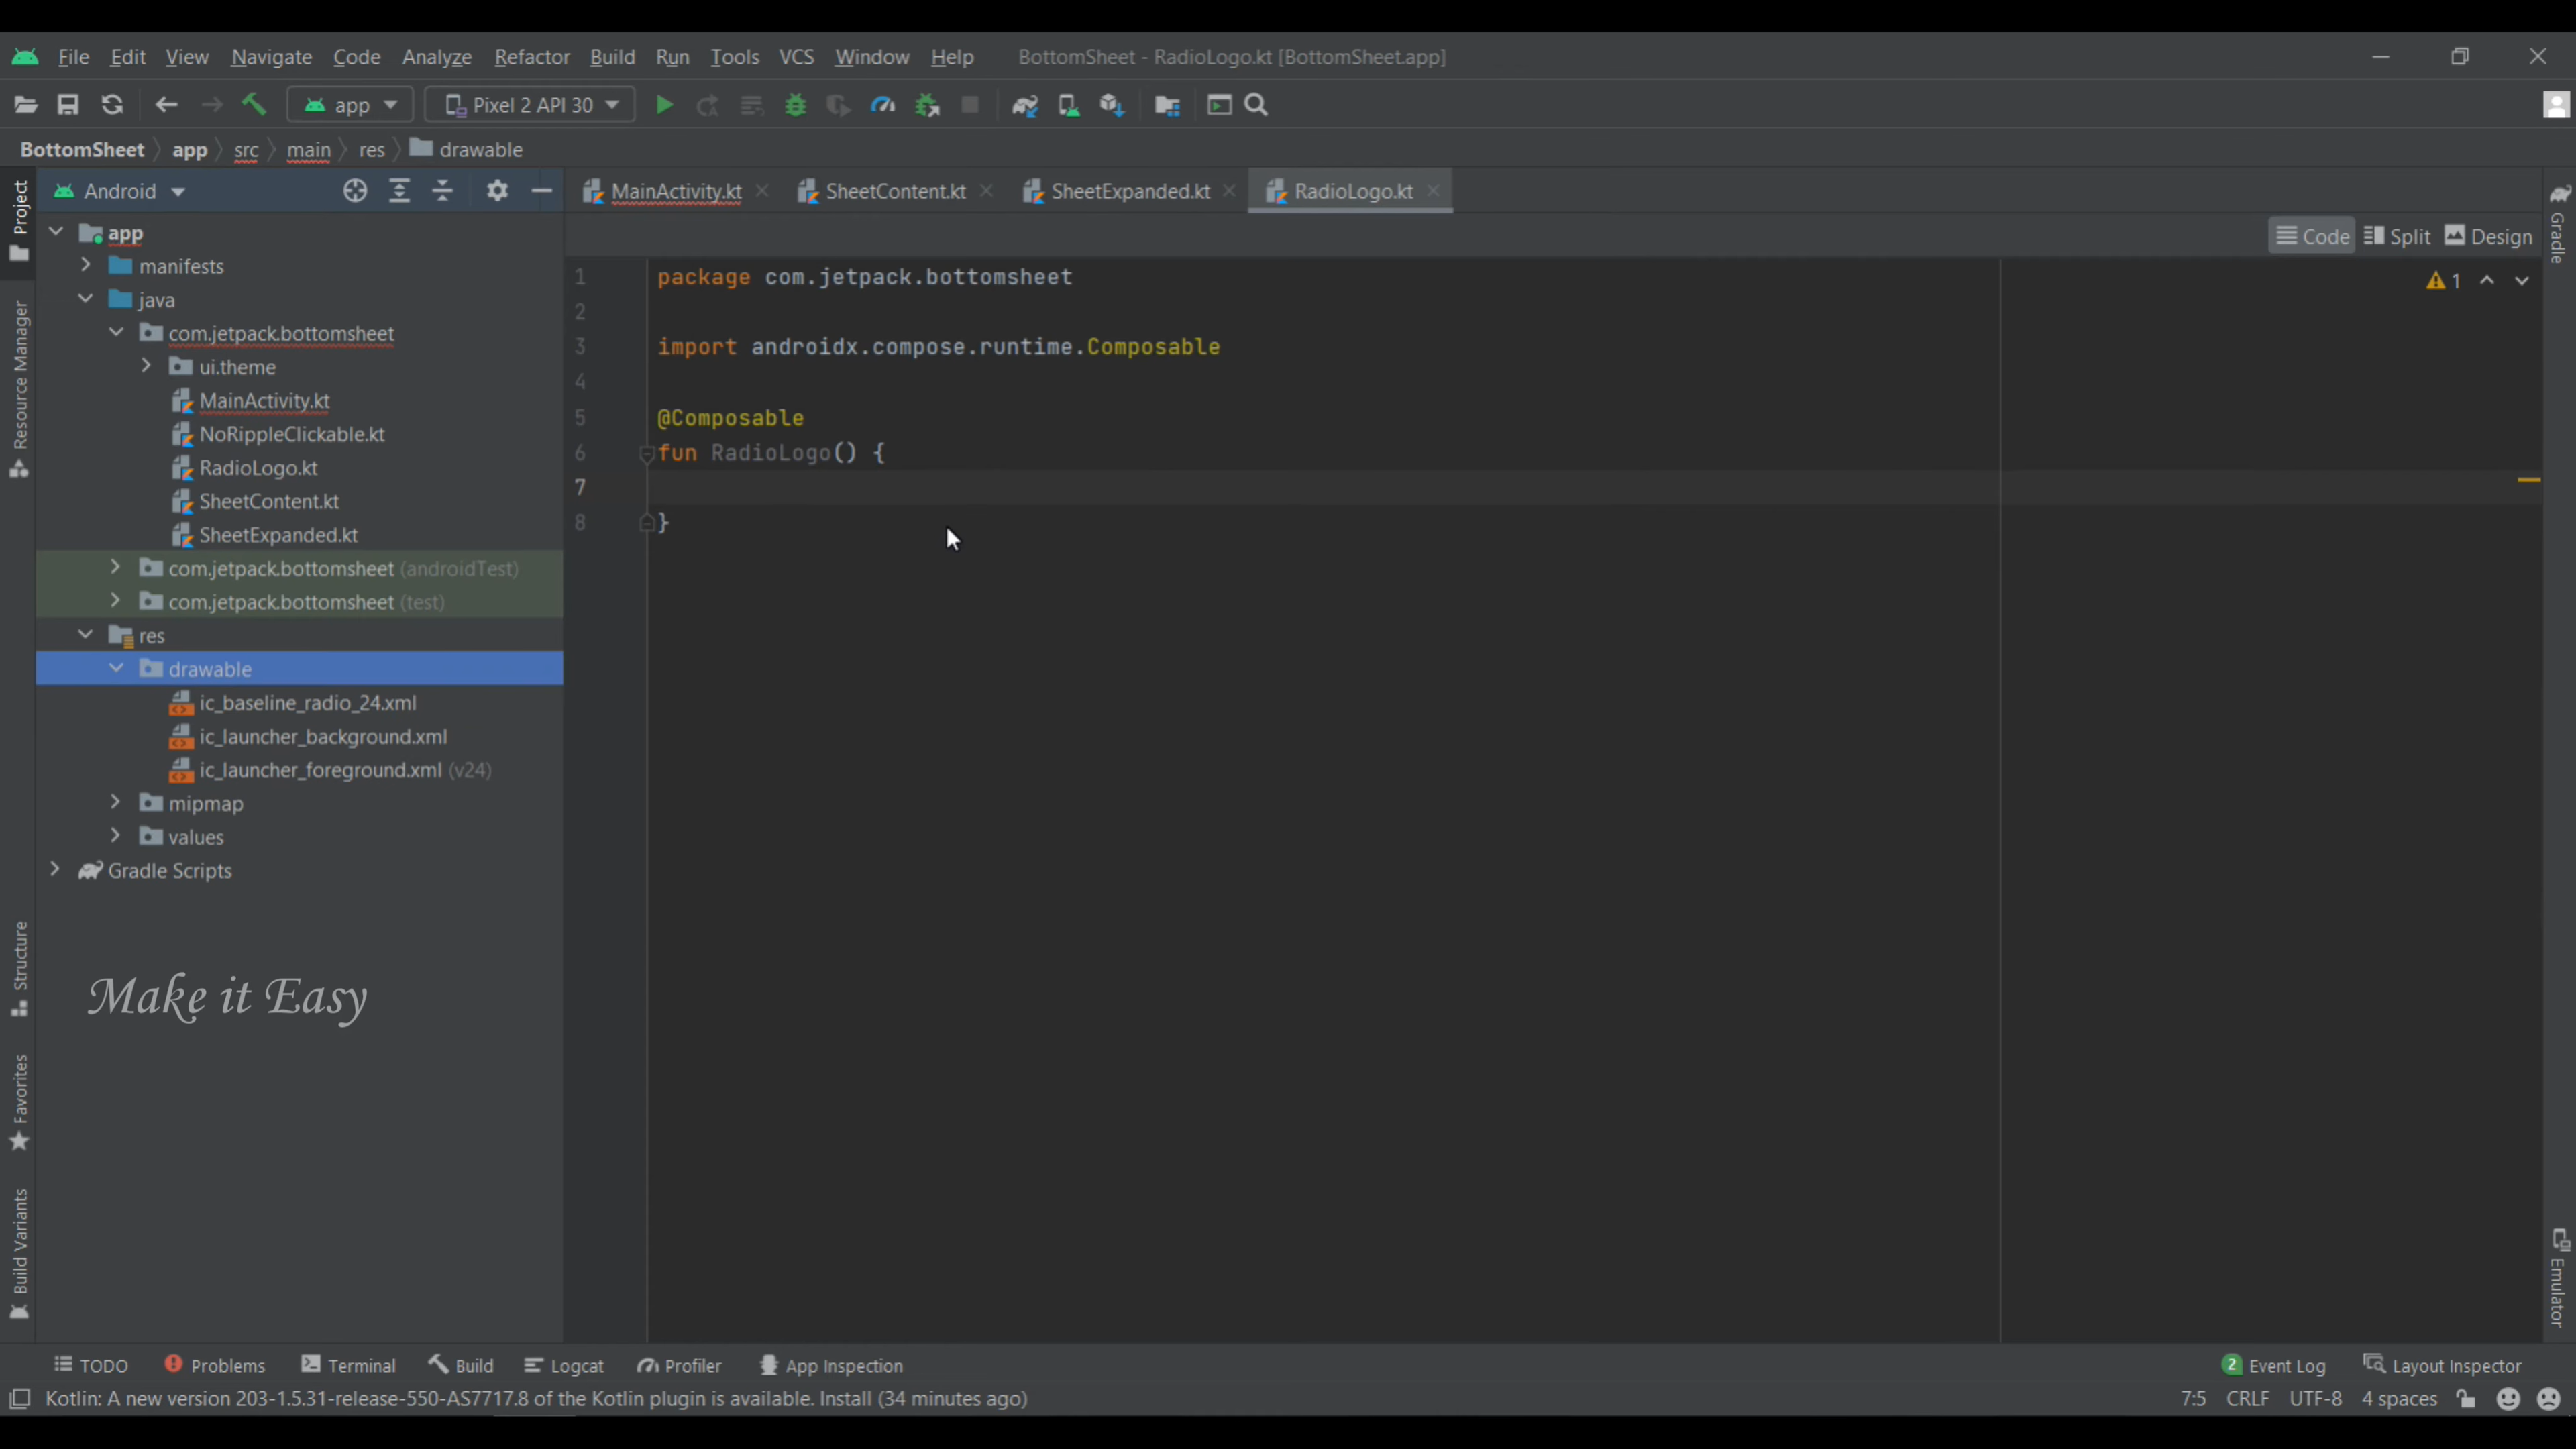 File Edit View Navigate Code Analyze Refactor Build Run Tools VCS Window Help BottomSheet - RadioLogo.kt [BottomSheet.app]
app Pixel 2 API 30
BottomSheet app src main res drawable
Project
Android
MainActivity.kt SheetContent.kt SheetExpanded.kt RadioLogo.kt
Gradle
Code Split Design
app
manifests
java
com.jetpack.bottomsheet
ui.theme
MainActivity.kt
NoRippleClickable.kt
RadioLogo.kt
SheetContent.kt
SheetExpanded.kt
com.jetpack.bottomsheet (androidTest)
com.jetpack.bottomsheet (test)
res
drawable
ic_baseline_radio_24.xml
ic_launcher_background.xml
ic_launcher_foreground.xml (v24)
mipmap
values
Gradle Scripts
Resource Manager
Structure
Favorites
Build Variants
Make it Easy
1 package com.jetpack.bottomsheet
2
3 import androidx.compose.runtime.Composable
4
5 @Composable
6 fun RadioLogo() {
7
8 }
1
Emulator
TODO Problems Terminal Build Logcat Profiler App Inspection 2 Event Log Layout Inspector
Kotlin: A new version 203-1.5.31-release-550-AS7717.8 of the Kotlin plugin is available. Install (34 minutes ago) 7:5 CRLF UTF-8 4 spaces